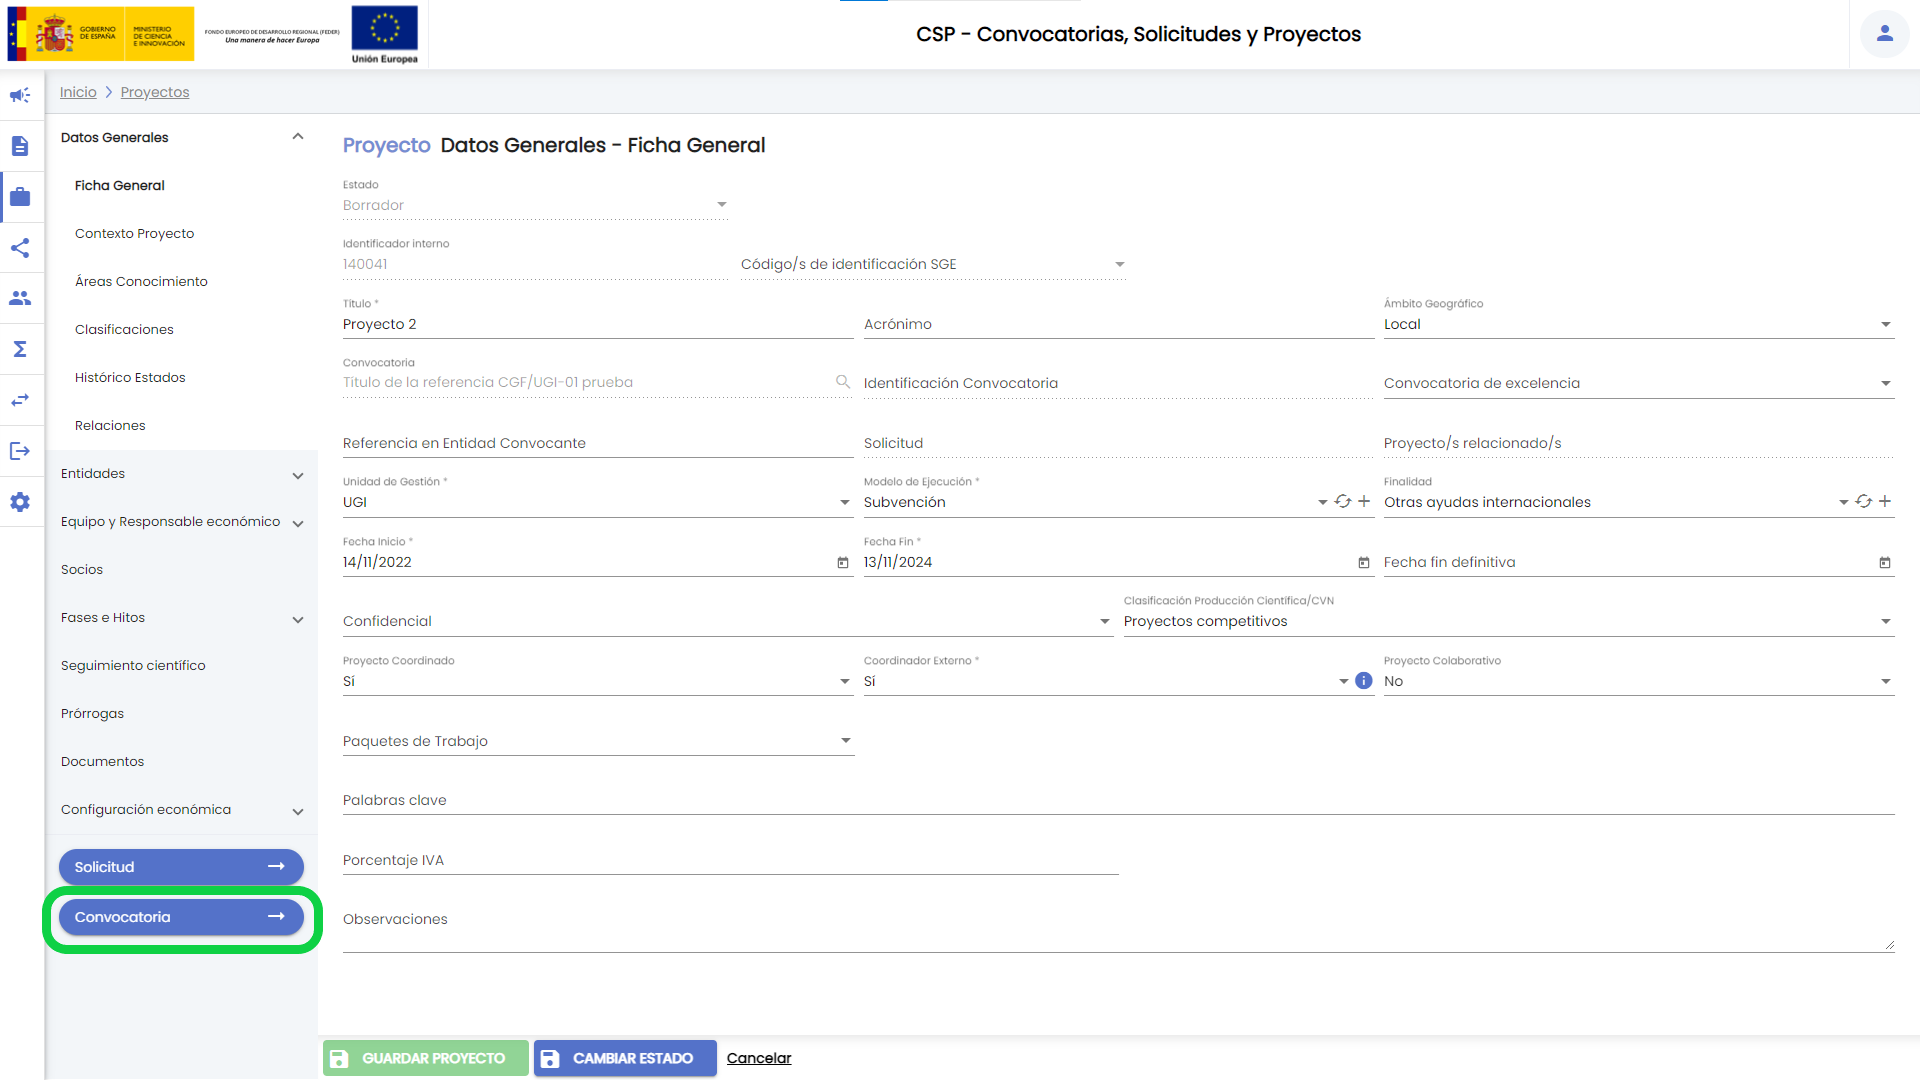 GOBIERNO
DE ESPAÑA
MINISTERIO
DE CIENCIA
E INNOVACIÓN
FONDO EUROPEO DE DESARROLLO REGIONAL (FEDER)
Una manera de hacer Europa
Unión Europea
CSP - Convocatorias, Solicitudes y Proyectos
Inicio > Proyectos
Datos Generales
Ficha General
Contexto Proyecto
Áreas Conocimiento
Clasificaciones
Histórico Estados
Relaciones
Entidades
Equipo y Responsable económico
Socios
Fases e Hitos
Seguimiento científico
Prórrogas
Documentos
Configuración económica
Solicitud
Convocatoria
Proyecto Datos Generales - Ficha General
Estado
Borrador
Identificador interno
140041 Código/s de identificación SGE
Título * Ámbito Geográfico
Proyecto 2 Acrónimo Local
Convocatoria
Título de la referencia CGF/UGI-01 prueba Identificación Convocatoria Convocatoria de excelencia
Referencia en Entidad Convocante Solicitud Proyecto/s relacionado/s
Unidad de Gestión * Modelo de Ejecución * Finalidad
UGI Subvención Otras ayudas internacionales
Fecha Inicio * Fecha Fin *
14/11/2022 13/11/2024 Fecha fin definitiva
Clasificación Producción Científica/CVN
Confidencial Proyectos competitivos
Proyecto Coordinado Coordinador Externo * Proyecto Colaborativo
Sí Sí No
Paquetes de Trabajo
Palabras clave
Porcentaje IVA
Observaciones
GUARDAR PROYECTO CAMBIAR ESTADO Cancelar